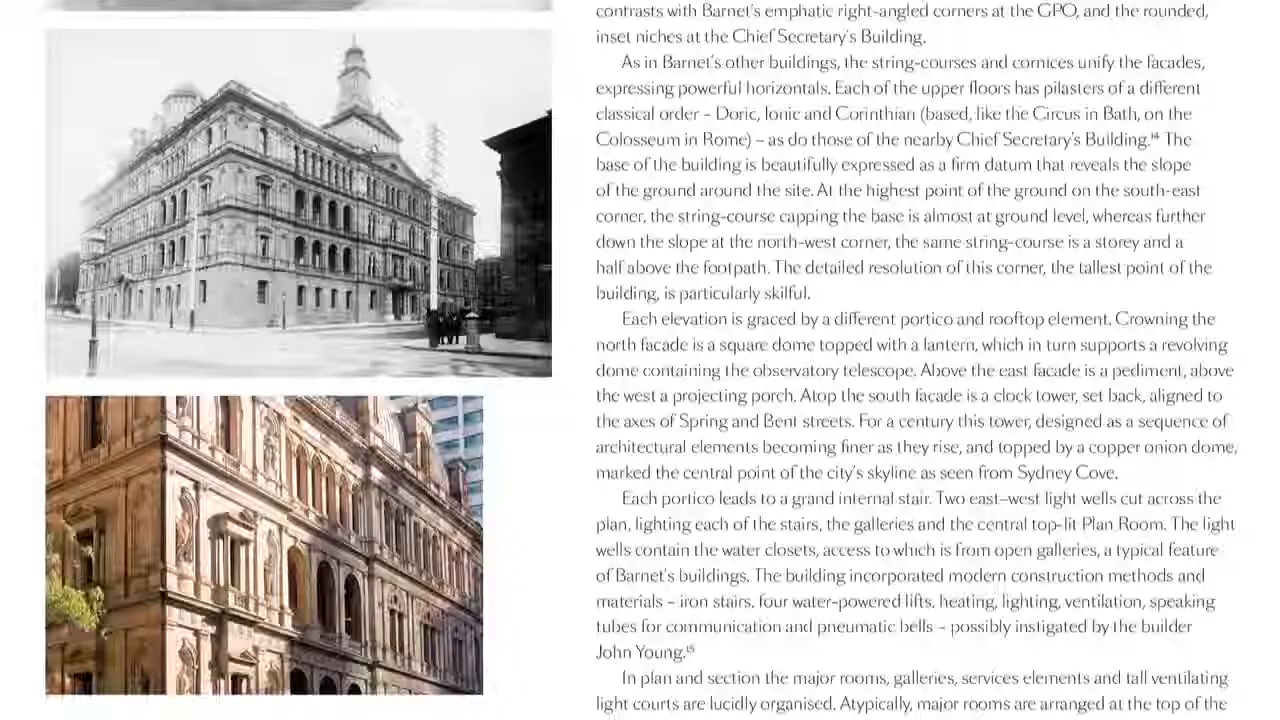 contrasts with Barnet's emphatic right-angled corners at the GPO, and the rounded,
inset niches at the Chief Secretary's Building.
As in Barnet's other buildings, the string-courses and cornices unify the facades,
expressing powerful horizontals. Each of the upper floors has pilasters of a different
classical order – Doric, Ionic and Corinthian (based, like the Circus in Bath, on the
Colosseum in Rome) – as do those of the nearby Chief Secretary's Building.¹⁴ The
base of the building is beautifully expressed as a firm datum that reveals the slope
of the ground around the site. At the highest point of the ground on the south-east
corner, the string-course capping the base is almost at ground level, whereas further
down the slope at the north-west corner, the same string-course is a storey and a
half above the footpath. The detailed resolution of this corner, the tallest point of the
building, is particularly skilful.
Each elevation is graced by a different portico and rooftop element. Crowning the
north facade is a square dome topped with a lantern, which in turn supports a revolving
dome containing the observatory telescope. Above the east facade is a pediment, above
the west a projecting porch. Atop the south facade is a clock tower, set back, aligned to
the axes of Spring and Bent streets. For a century this tower, designed as a sequence of
architectural elements becoming finer as they rise, and topped by a copper onion dome,
marked the central point of the city's skyline as seen from Sydney Cove.
Each portico leads to a grand internal stair. Two east–west light wells cut across the
plan, lighting each of the stairs, the galleries and the central top-lit Plan Room. The light
wells contain the water closets, access to which is from open galleries, a typical feature
of Barnet's buildings. The building incorporated modern construction methods and
materials – iron stairs, four water-powered lifts, heating, lighting, ventilation, speaking
tubes for communication and pneumatic bells – possibly instigated by the builder
John Young.¹⁵
In plan and section the major rooms, galleries, services elements and tall ventilating
light courts are lucidly organised. Atypically, major rooms are arranged at the top of the